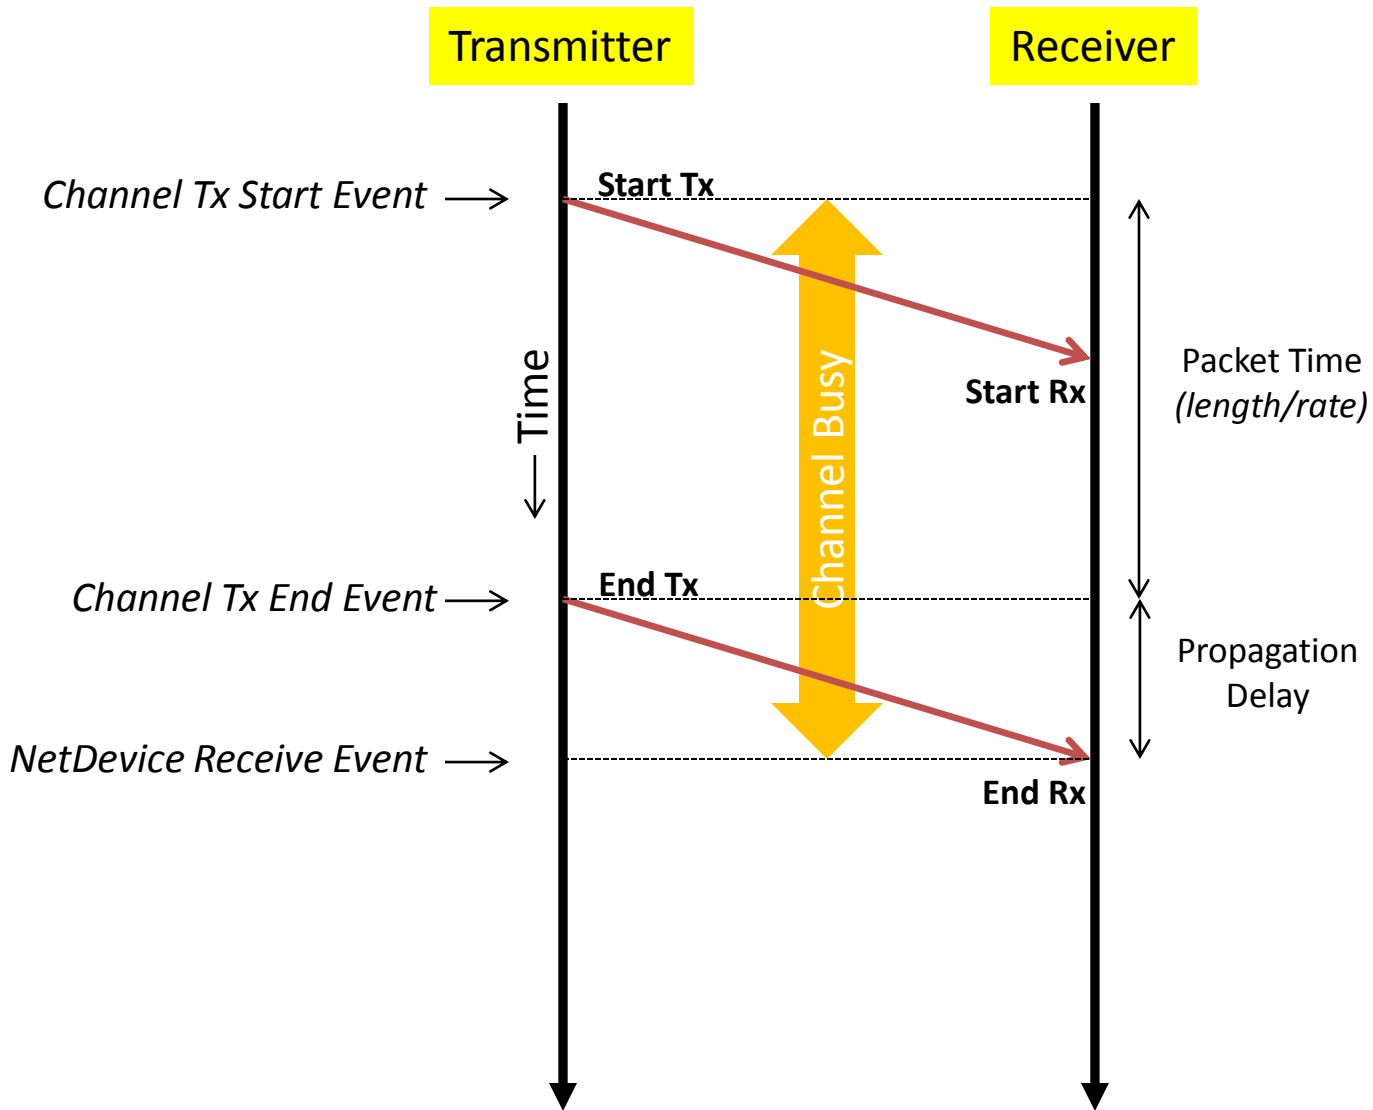 Transmitter
Receiver
Channel Tx Start Event
Start Tx
Time
Channel Busy
Start Rx
Packet Time
(length/rate)
Channel Tx End Event
End Tx
Propagation
Delay
NetDevice Receive Event
End Rx